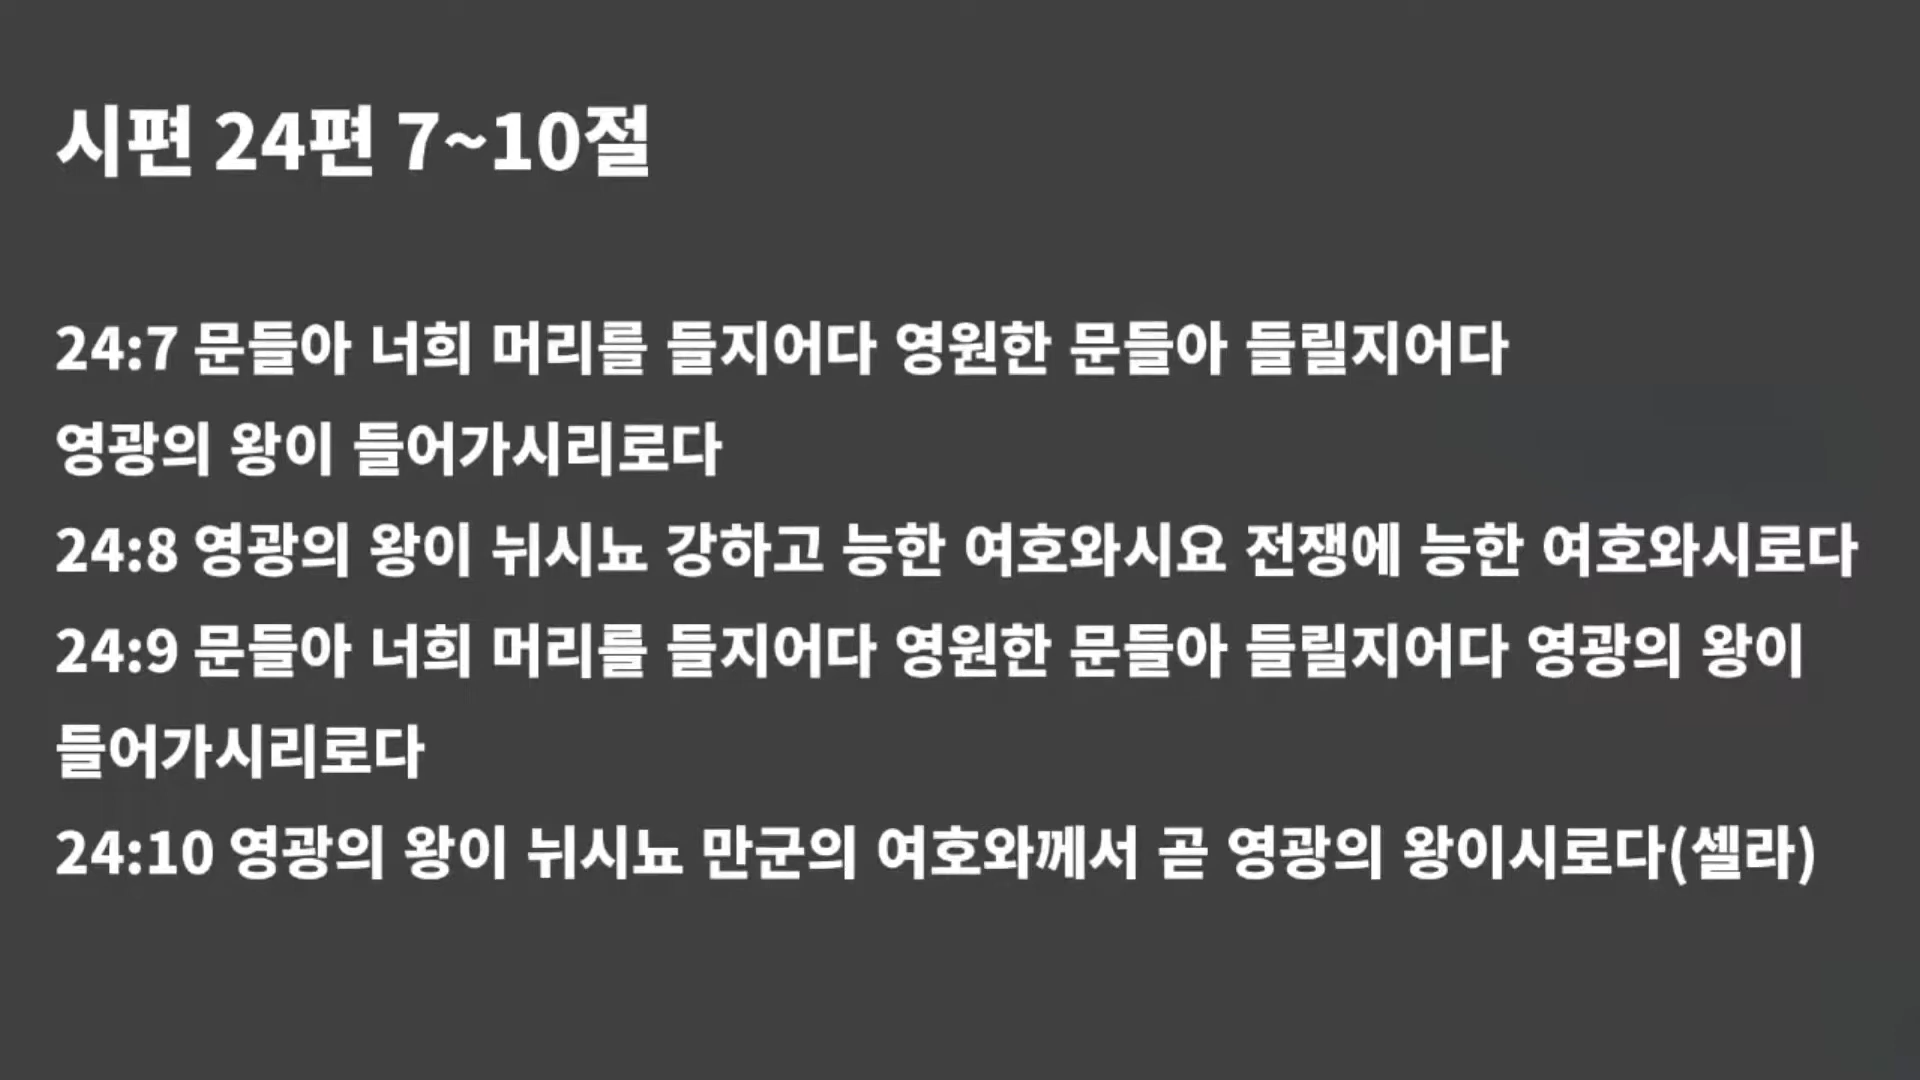 시편 24편 7~10절
24:7 문들아 너희 머리를 들지어다 영원한 문들아 들릴지어다
영광의 왕이 들어가시리로다
24:8 영광의 왕이 뉘시뇨 강하고 능한 여호와시요 전쟁에 능한 여호와시로다
24:9 문들아 너희 머리를 들지어다 영원한 문들아 들릴지어다 영광의 왕이
들어가시리로다
24:10 영광의 왕이 뉘시뇨 만군의 여호와께서 곧 영광의 왕이시로다(셀라)